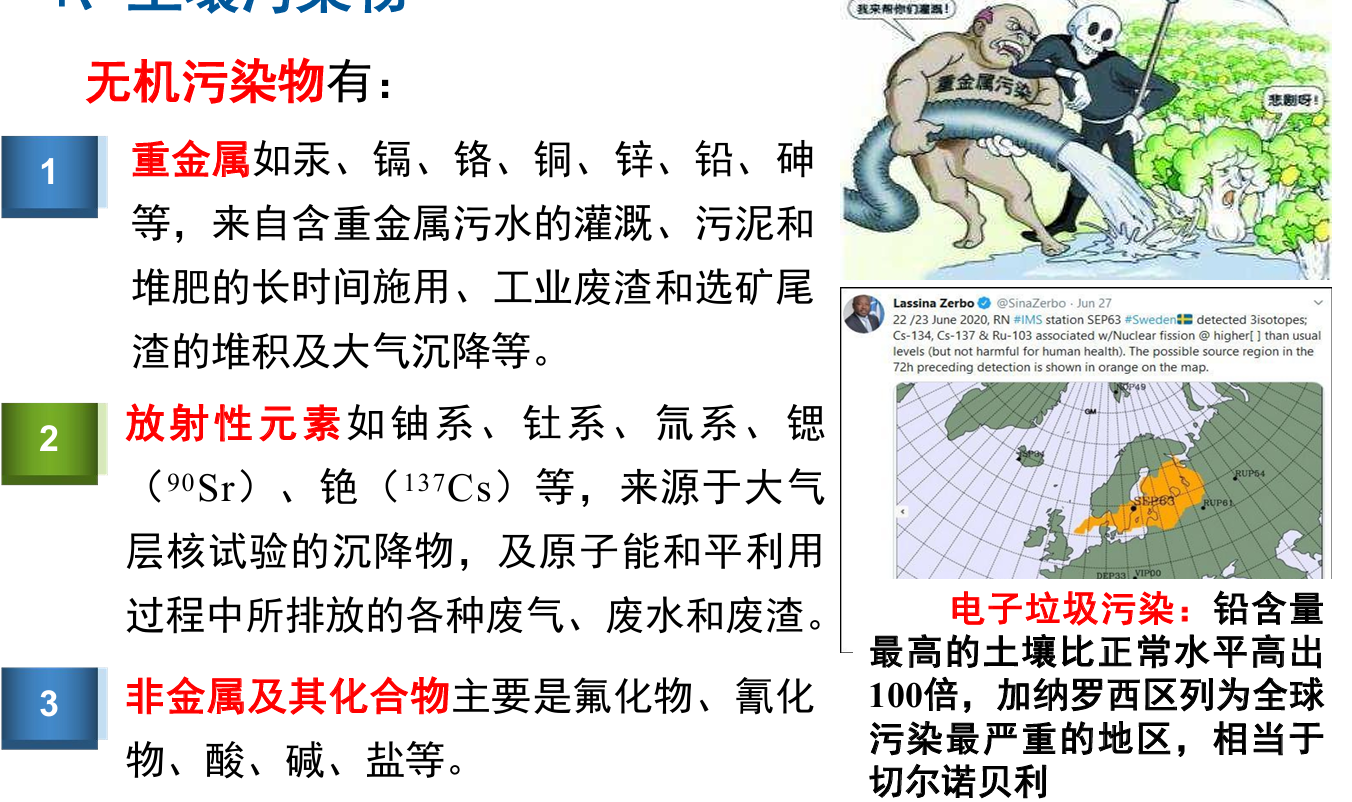 1、土壤污染物
无机污染物有：
1
重金属如汞、镉、铬、铜、锌、铅、砷
等，来自含重金属污水的灌溉、污泥和
堆肥的长时间施用、工业废渣和选矿尾
渣的堆积及大气沉降等。
2
放射性元素如铀系、钍系、氚系、锶
（⁹⁰Sr）、铯（¹³⁷Cs）等，来源于大气
层核试验的沉降物，及原子能和平利用
过程中所排放的各种废气、废水和废渣。
3
非金属及其化合物主要是氟化物、氰化
物、酸、碱、盐等。
我来帮你们灌溉！
重金属污染
悲剧呀！
Lassina Zerbo @SinaZerbo · Jun 27
22 /23 June 2020, RN #IMS station SEP63 #Sweden🇸🇪 detected 3isotopes;
Cs-134, Cs-137 & Ru-103 associated w/Nuclear fission @ higher[ ] than usual
levels (but not harmful for human health). The possible source region in the
72h preceding detection is shown in orange on the map.
GM
RUP54
SEP63
RUP61
DEP33 VIP00
电子垃圾污染：铅含量
最高的土壤比正常水平高出
100倍，加纳罗西区列为全球
污染最严重的地区，相当于
切尔诺贝利